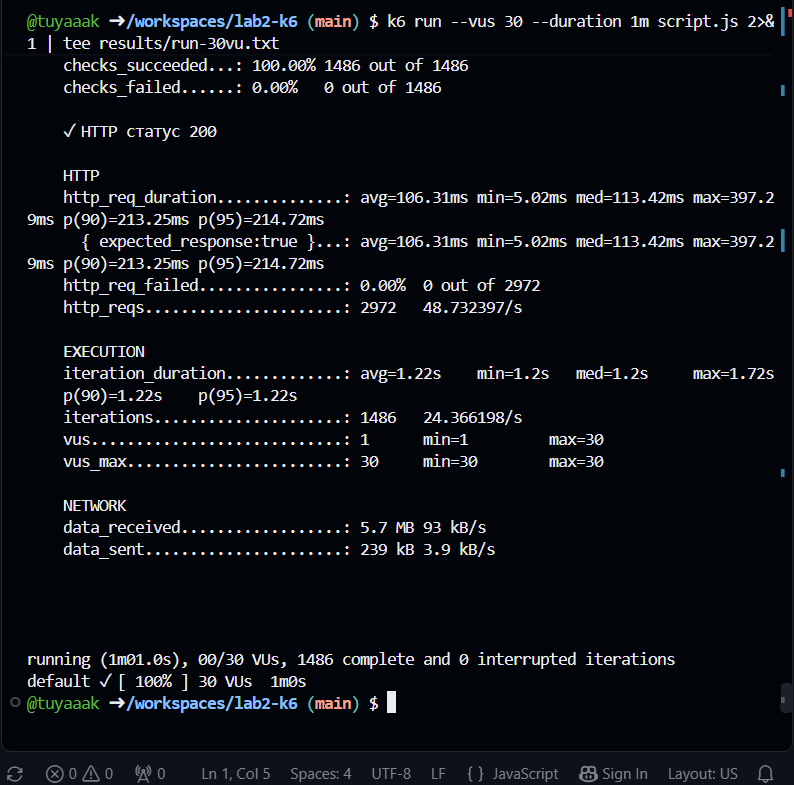 @tuyaaak ➜/workspaces/lab2-k6 (main) $ k6 run --vus 30 --duration 1m script.js 2>&
1 | tee results/run-30vu.txt
checks_succeeded...: 100.00% 1486 out of 1486
checks_failed......: 0.00%   0 out of 1486
✓ HTTP статус 200
HTTP
http_req_duration..............: avg=106.31ms min=5.02ms med=113.42ms max=397.2
9ms p(90)=213.25ms p(95)=214.72ms
{ expected_response:true }...: avg=106.31ms min=5.02ms med=113.42ms max=397.2
9ms p(90)=213.25ms p(95)=214.72ms
http_req_failed................: 0.00%  0 out of 2972
http_reqs......................: 2972   48.732397/s
EXECUTION
iteration_duration.............: avg=1.22s    min=1.2s   med=1.2s     max=1.72s
p(90)=1.22s    p(95)=1.22s
iterations.....................: 1486   24.366198/s
vus............................: 1      min=1         max=30
vus_max........................: 30     min=30        max=30
NETWORK
data_received..................: 5.7 MB 93 kB/s
data_sent......................: 239 kB 3.9 kB/s
running (1m01.0s), 00/30 VUs, 1486 complete and 0 interrupted iterations
default ✓ [ 100% ] 30 VUs  1m0s
@tuyaaak ➜/workspaces/lab2-k6 (main) $
0 0 0 Ln 1, Col 5 Spaces: 4 UTF-8 LF { } JavaScript Sign In Layout: US